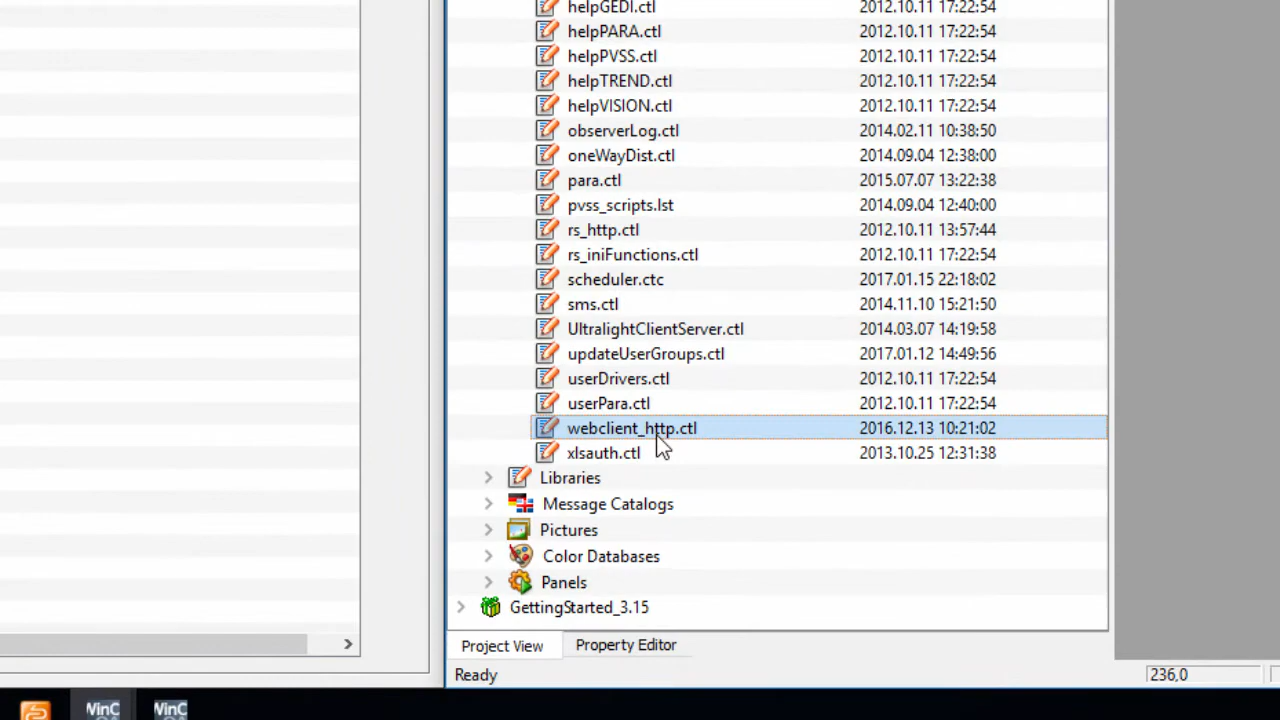 helpGEDI.ctl 2012.10.11 17:22:54
helpPARA.ctl 2012.10.11 17:22:54
helpPVSS.ctl 2012.10.11 17:22:54
helpTREND.ctl 2012.10.11 17:22:54
helpVISION.ctl 2012.10.11 17:22:54
observerLog.ctl 2014.02.11 10:38:50
oneWayDist.ctl 2014.09.04 12:38:00
para.ctl 2015.07.07 13:22:38
pvss_scripts.lst 2014.09.04 12:40:00
rs_http.ctl 2012.10.11 13:57:44
rs_iniFunctions.ctl 2012.10.11 17:22:54
scheduler.ctc 2017.01.15 22:18:02
sms.ctl 2014.11.10 15:21:50
UltralightClientServer.ctl 2014.03.07 14:19:58
updateUserGroups.ctl 2017.01.12 14:49:56
userDrivers.ctl 2012.10.11 17:22:54
userPara.ctl 2012.10.11 17:22:54
webclient_http.ctl 2016.12.13 10:21:02
xlsauth.ctl 2013.10.25 12:31:38
Libraries
Message Catalogs
Pictures
Color Databases
Panels
GettingStarted_3.15
Project View Property Editor
Ready 236,0
WinC WinC